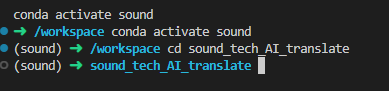 conda activate sound
➜ /workspace conda activate sound
(sound) ➜ /workspace cd sound_tech_AI_translate
(sound) ➜ sound_tech_AI_translate